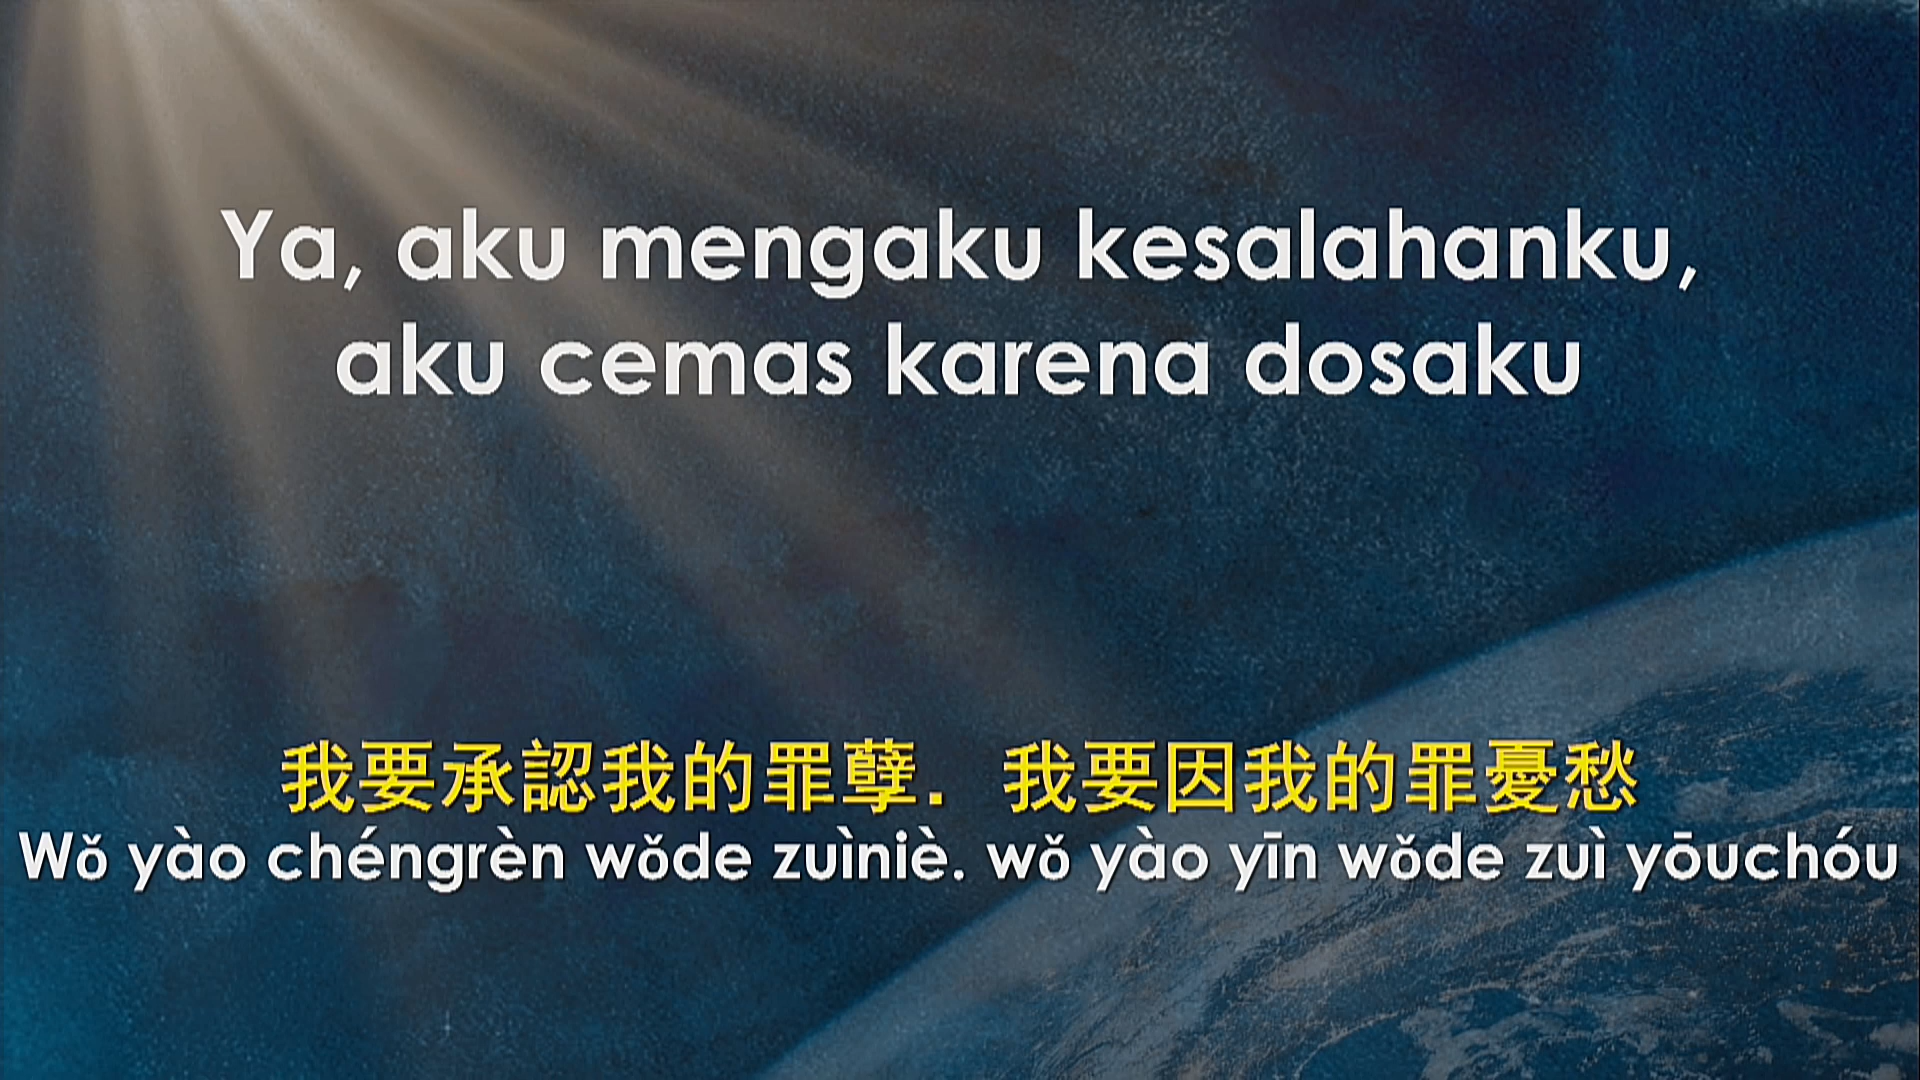 Ya, aku mengaku kesalahanku,
aku cemas karena dosaku
我要承認我的罪孽．我要因我的罪憂愁
Wǒ yào chéngrèn wǒde zuìniè. wǒ yào yīn wǒde zuì yōuchóu